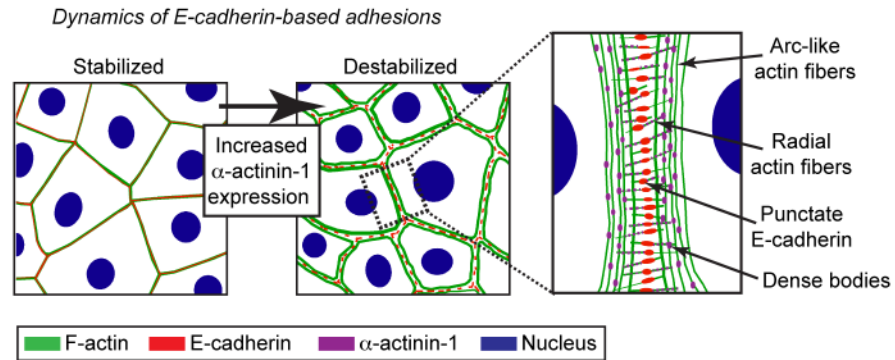 Dynamics of E-cadherin-based adhesions
Stabilized
Destabilized
Increased
α-actinin-1
expression
Arc-like
actin fibers
Radial
actin fibers
Punctate
E-cadherin
Dense bodies
F-actin
E-cadherin
α-actinin-1
Nucleus